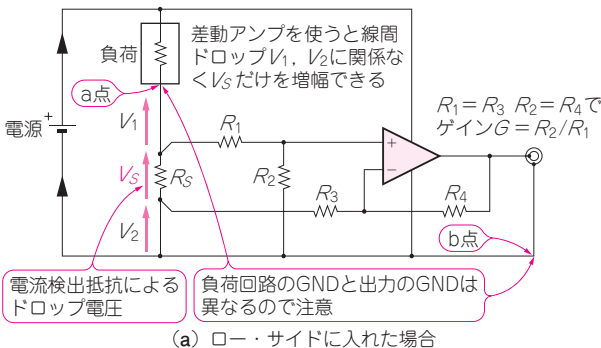 差動アンプを使うと線間
ドロップV1，V2に関係な
くVSだけを増幅できる
負荷
a点
R1＝R3 R2＝R4で
ゲインG＝R2/R1
電源
+
V1
VS
V2
RS
R1
R2
R3
R4
+
−
b点
電流検出抵抗による
ドロップ電圧
負荷回路のGNDと出力のGNDは
異なるので注意
（a）ロー・サイドに入れた場合